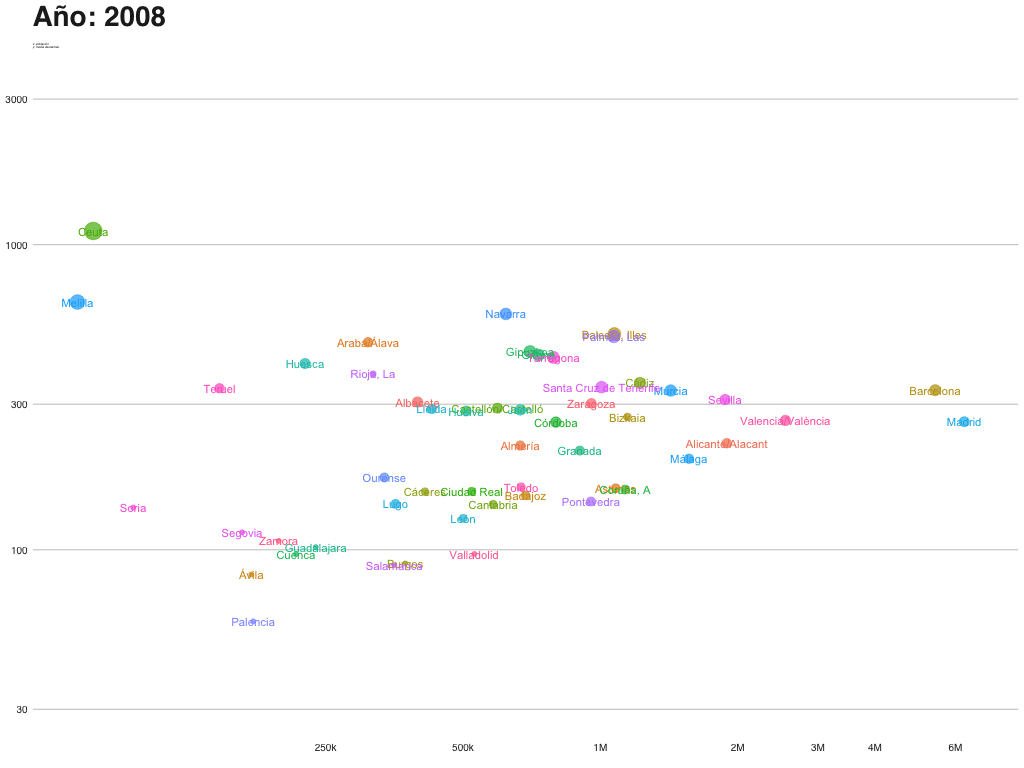 Año: 2008
3000
Ceuta
1000
Melilla
Navarra
Balears, Illes
Palmas, Las
Araba/Álava
Gipuzkoa
Tarragona
Huesca
Rioja, La
Cádiz
Teruel
Santa Cruz de Tenerife
Murcia
Barcelona
Sevilla
300
Albacete
Zaragoza
Lleida
Huelva
Castellón/Castelló
Jaén
Bizkaia
Córdoba
Valencia/València
Madrid
Almería
Granada
Alicante/Alacant
Málaga
Ourense
Cáceres
Ciudad Real
Toledo
Badajoz
Asturias
Coruña, A
Lugo
Cantabria
Pontevedra
Soria
León
Segovia
Zamora
Guadalajara
100
Cuenca
Valladolid
Salamanca
Burgos
Ávila
Palencia
30
250k
500k
1M
2M
3M
4M
6M